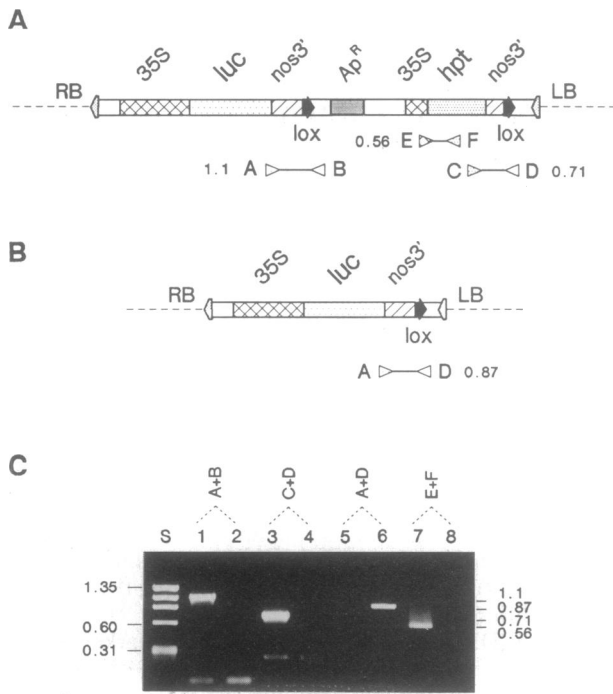 A
35S luc nos3' Ap R 35S hpt nos3'
RB LB
lox lox
0.56 E F
1.1 A B C D 0.71
B
35S luc nos3'
RB LB
lox
A D 0.87
C
A+B C+D A+D E+F
S 1 2 3 4 5 6 7 8
1.35 1.1
0.87
0.60 0.71
0.56
0.31